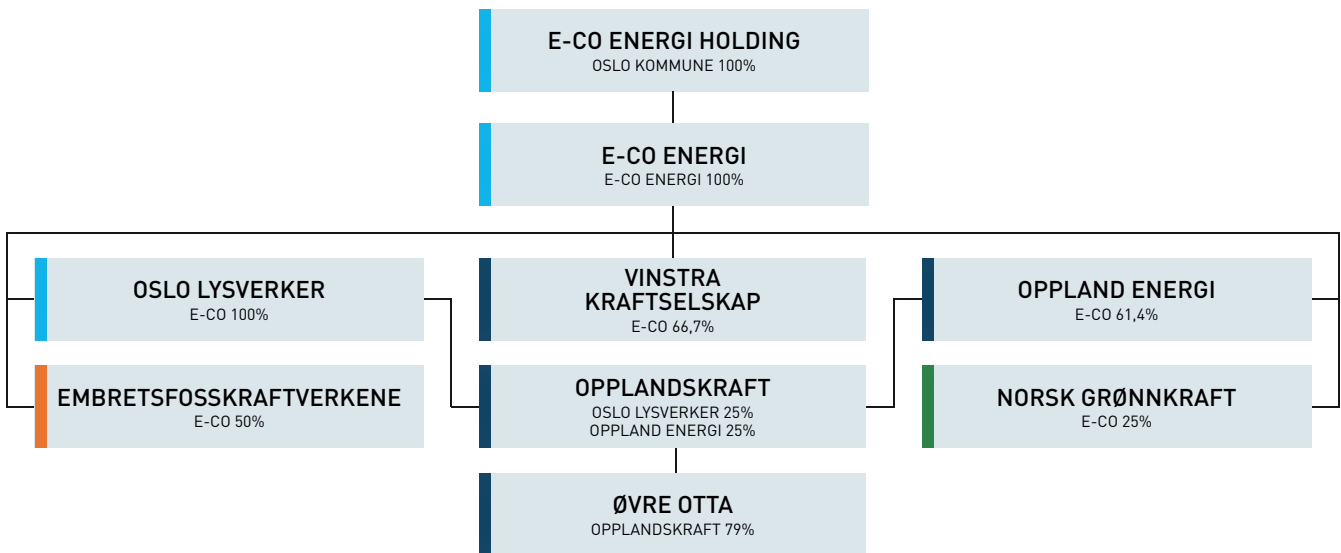 E-CO ENERGI HOLDING
OSLO KOMMUNE 100%
E-CO ENERGI
E-CO ENERGI 100%
OSLO LYSVERKER
E-CO 100%
VINSTRA
KRAFTSELSKAP
E-CO 66,7%
OPPLAND ENERGI
E-CO 61,4%
EMBRETSFOSSKRAFTVERKENE
E-CO 50%
OPPLANDSKRAFT
OSLO LYSVERKER 25%
OPPLAND ENERGI 25%
NORSK GRØNNKRAFT
E-CO 25%
ØVRE OTTA
OPPLANDSKRAFT 79%